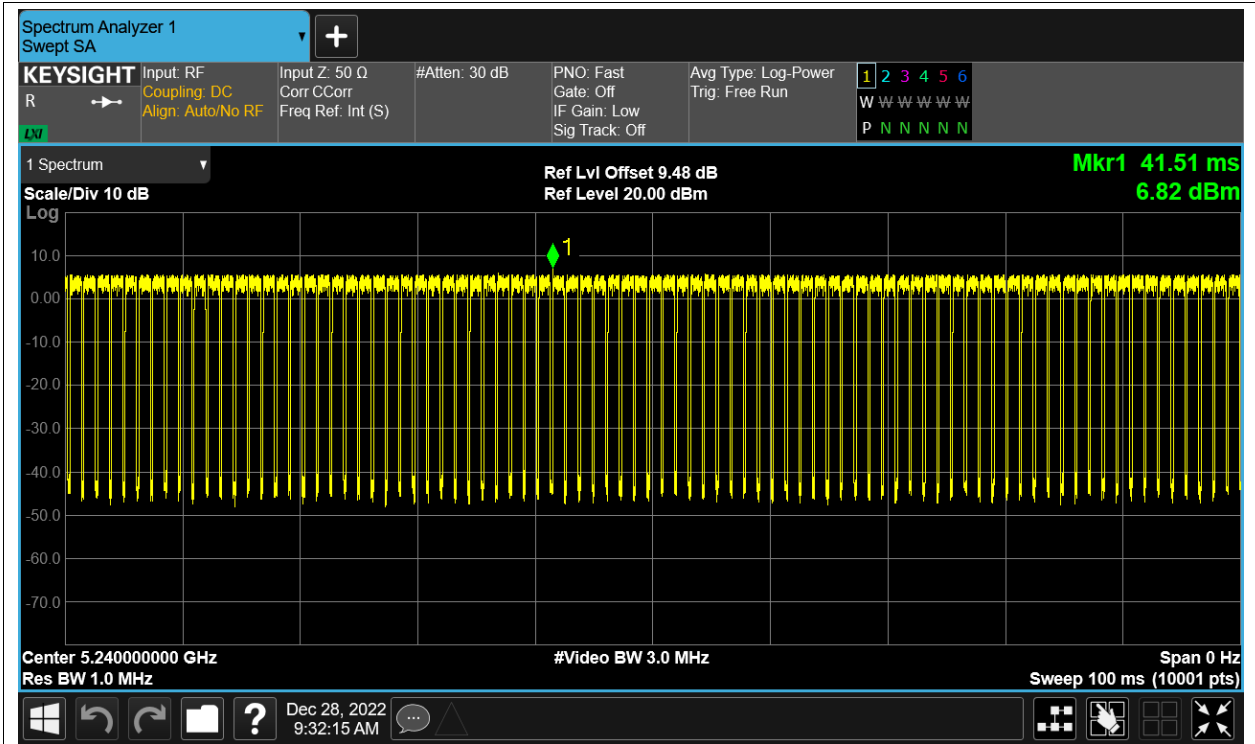 Spectrum Analyzer 1
Swept SA
KEYSIGHT
R
LXI
Input: RF
Coupling: DC
Align: Auto/No RF
Input Z: 50 Ω
Corr CCorr
Freq Ref: Int (S)
#Atten: 30 dB
PNO: Fast
Gate: Off
IF Gain: Low
Sig Track: Off
Avg Type: Log-Power
Trig: Free Run
1 2 3 4 5 6
W W W W W W
P N N N N N
1 Spectrum
Scale/Div 10 dB
Ref Lvl Offset 9.48 dB
Ref Level 20.00 dBm
Mkr1 41.51 ms
6.82 dBm
Log
1
10.0
0.00
-10.0
-20.0
-30.0
-40.0
-50.0
-60.0
-70.0
Center 5.240000000 GHz
#Video BW 3.0 MHz
Span 0 Hz
Res BW 1.0 MHz
Sweep 100 ms (10001 pts)
?
Dec 28, 2022
9:32:15 AM